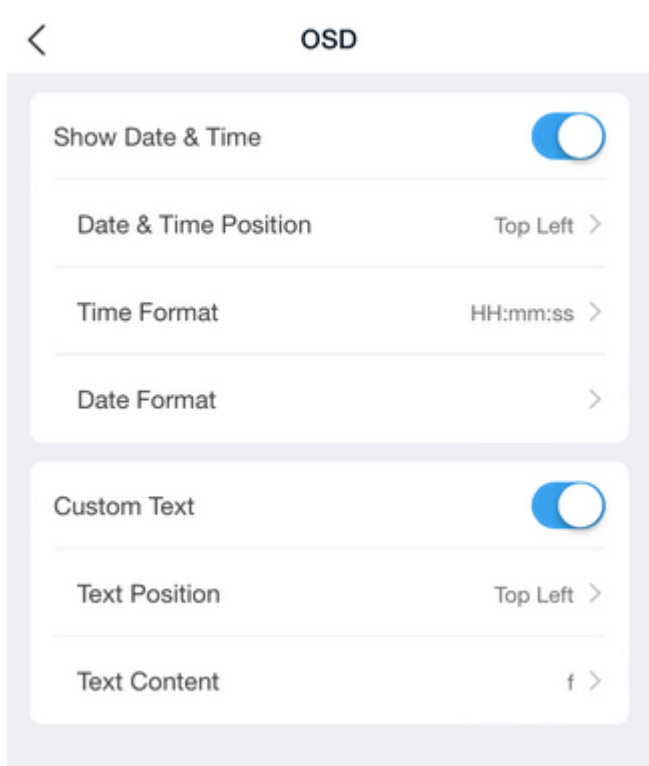 OSD
Show Date & Time
Date & Time Position Top Left
Time Format HH:mm:ss
Date Format
Custom Text
Text Position Top Left
Text Content f